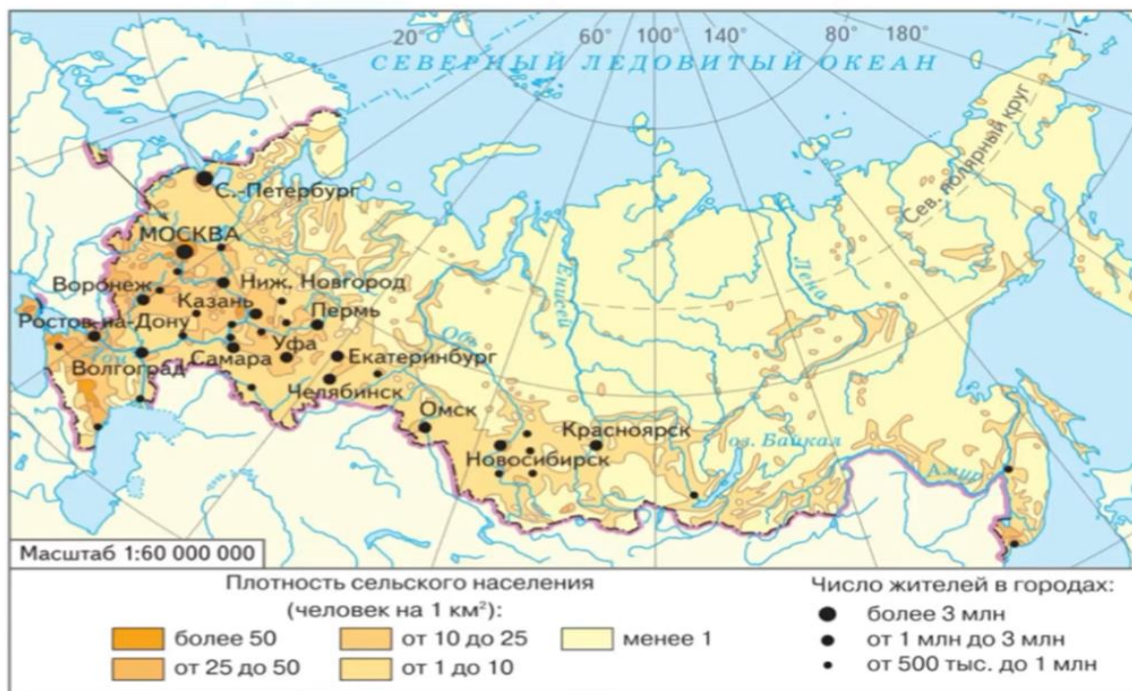 20° 60° 100° 140° 80° 180°
СЕВЕРНЫЙ ЛЕДОВИТЫЙ ОКЕАН
Сев. полярный круг
С.-Петербург
МОСКВА
Ниж. Новгород
Воронеж
Казань
Пермь
Ростов-на-Дону
Уфа
Дон
Самара
Екатеринбург
Волгоград
Челябинск
Омск
Красноярск
Новосибирск
Обь
Енисей
Лена
оз. Байкал
Амур
Масштаб 1:60 000 000
Плотность сельского населения
(человек на 1 км²):
более 50
от 10 до 25
менее 1
от 25 до 50
от 1 до 10
Число жителей в городах:
более 3 млн
от 1 млн до 3 млн
от 500 тыс. до 1 млн